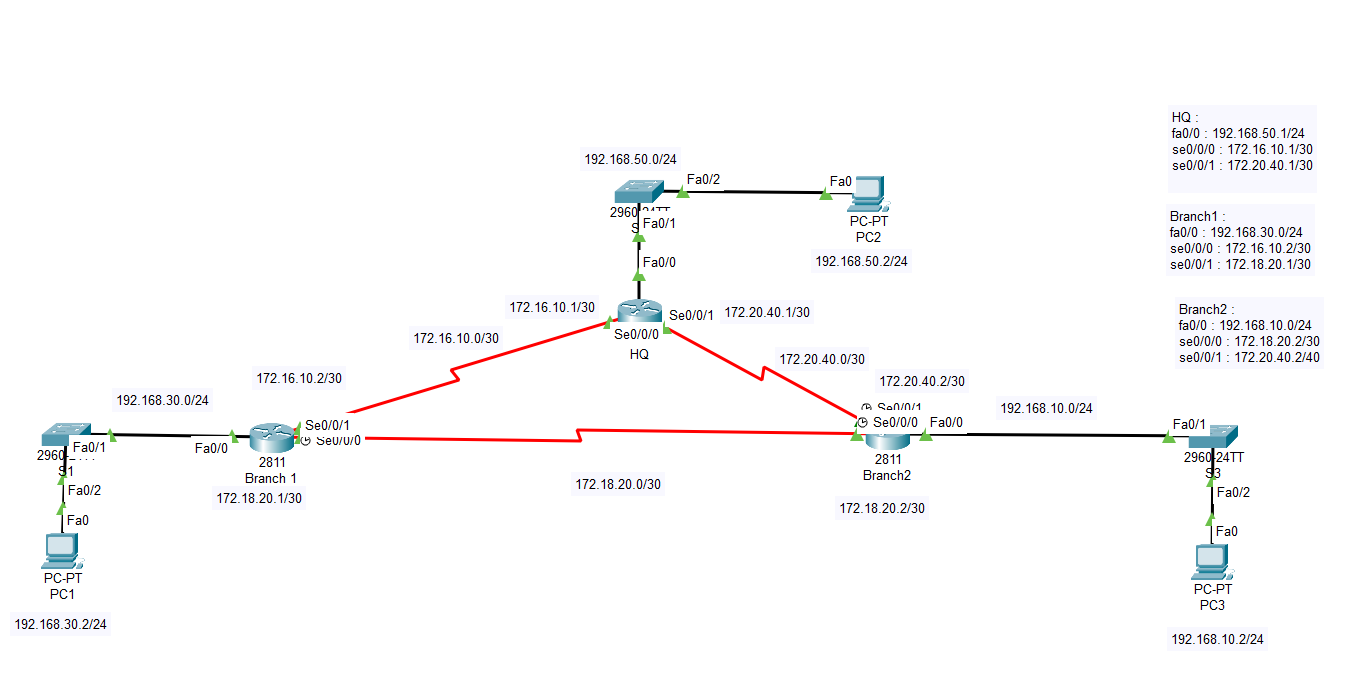 HQ :
fa0/0 : 192.168.50.1/24
se0/0/0 : 172.16.10.1/30
se0/0/1 : 172.20.40.1/30
192.168.50.0/24
Fa0/2
Fa0
PC-PT
PC2
Fa0/1
192.168.50.2/24
Fa0/0
Branch1 :
fa0/0 : 192.168.30.0/24
se0/0/0 : 172.16.10.2/30
se0/0/1 : 172.18.20.1/30
172.16.10.1/30
Se0/0/1
172.20.40.1/30
Se0/0/0
HQ
Branch2 :
fa0/0 : 192.168.10.0/24
se0/0/0 : 172.18.20.2/30
se0/0/1 : 172.20.40.2/40
172.16.10.0/30
172.20.40.0/30
172.16.10.2/30
172.20.40.2/30
192.168.30.0/24
Se0/0/1
192.168.10.0/24
Fa0/1
Fa0/0
Se0/0/1
Se0/0/0
2811
Branch 1
172.18.20.1/30
Se0/0/0
Fa0/0
2811
Branch2
172.18.20.0/30
172.18.20.2/30
Fa0/1
2960-24TT
S3
Fa0/2
Fa0
PC-PT
PC3
192.168.10.2/24
S1
Fa0/2
Fa0
PC-PT
PC1
192.168.30.2/24